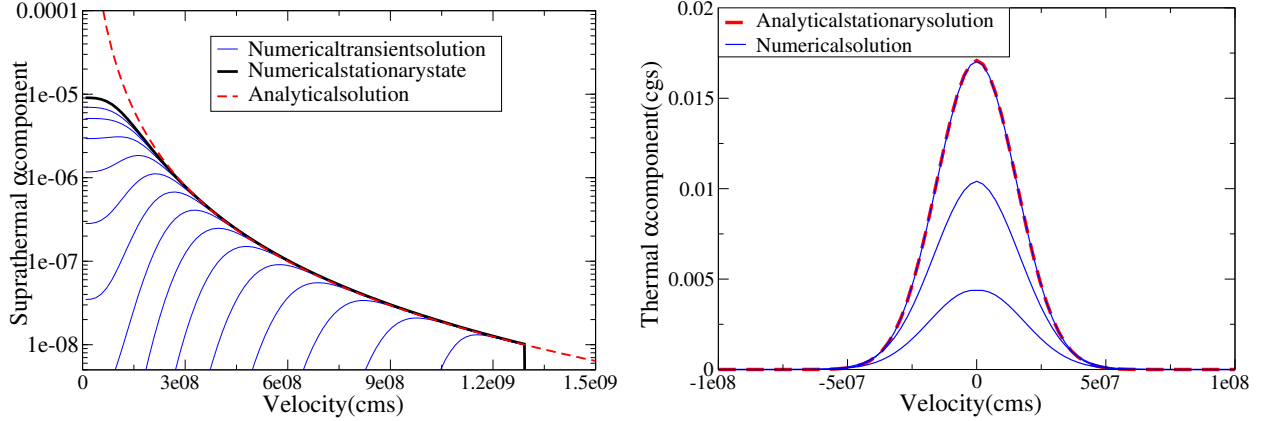 0.0001
1e-05
1e-06
1e-07
1e-08
Suprathermal αcomponent
Numericaltransientsolution
Numericalstationarystate
Analyticalsolution
0
3e08
6e08
9e08
1.2e09
1.5e09
Velocity(cms)
0.02
0.015
0.01
0.005
0
Thermal αcomponent(cgs)
Analyticalstationarysolution
Numericalsolution
-1e08
-5e07
0
5e07
1e08
Velocity(cms)